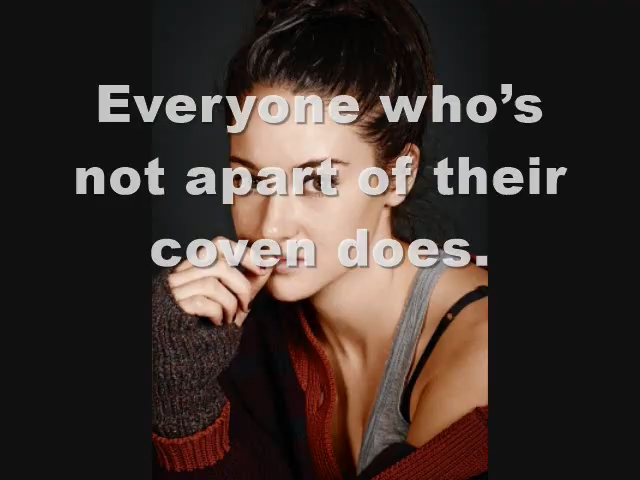 Everyone who’s
not apart of their
coven does.